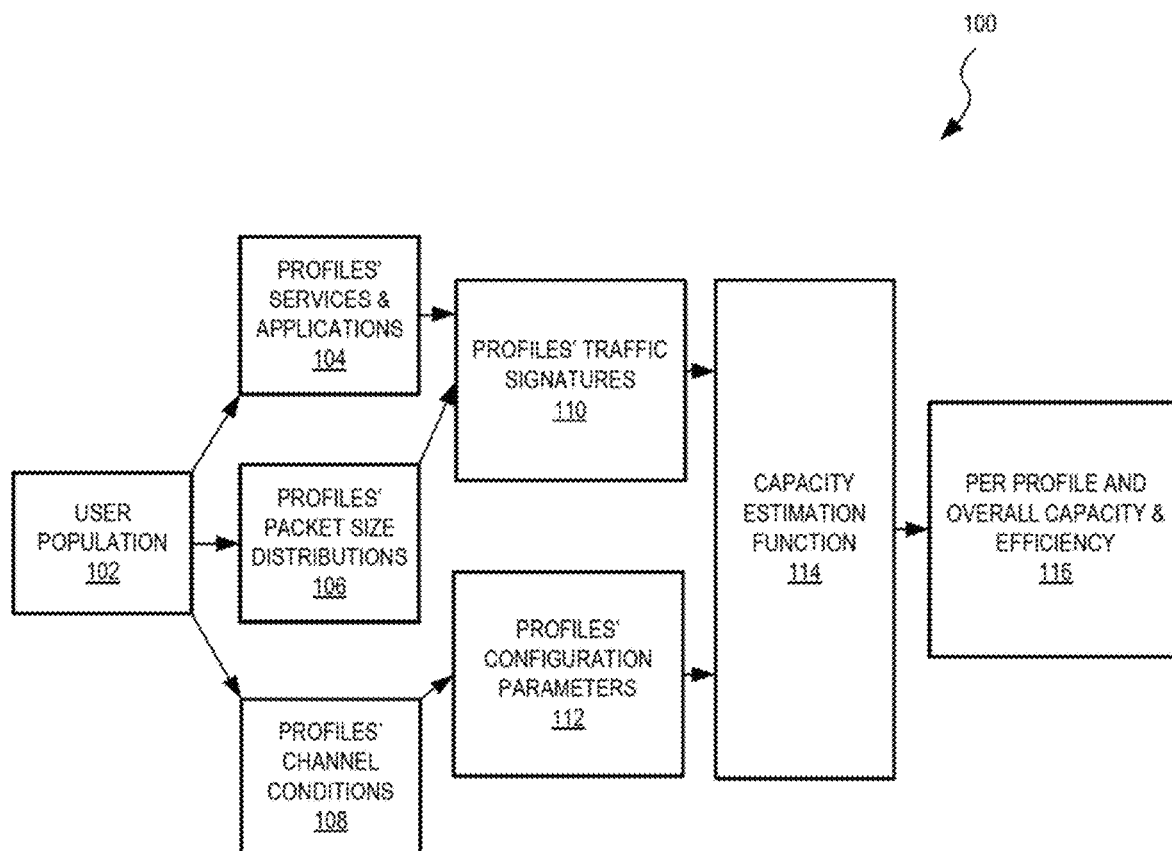 100
PROFILES'
SERVICES &
APPLICATIONS
104
PROFILES' TRAFFIC
SIGNATURES
110
USER
POPULATION
102
PROFILES'
PACKET SIZE
DISTRIBUTIONS
106
CAPACITY
ESTIMATION
FUNCTION
114
PER PROFILE AND
OVERALL CAPACITY &
EFFICIENCY
116
PROFILES'
CONFIGURATION
PARAMETERS
112
PROFILES'
CHANNEL
CONDITIONS
108